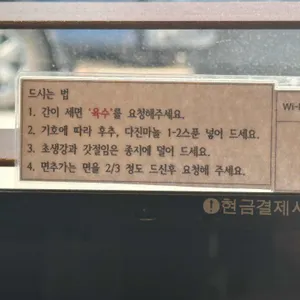 드시는 법
1. 간이 세면 '육수'를 요청해주세요.
2. 기호에 따라 후추, 다진마늘 1-2스푼 넣어 드세요.
3. 초생강과 갓절임은 종지에 덜어 드세요.
4. 면추가는 면을 2/3 정도 드신후 요청해 주세요.
현금결제시